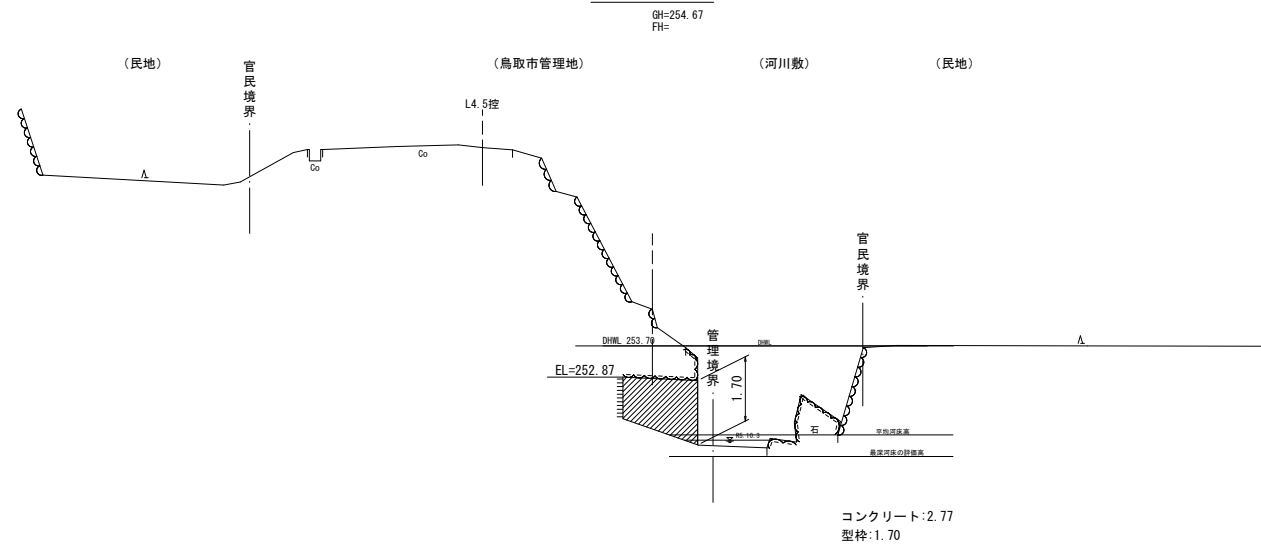 GH=254.67
FH=
(民地)
官民境界
(鳥取市管理地)
(河川敷)
(民地)
L4.5控
Co
Co
官民境界
DHWL 253.70
DHWL
管理境界
EL=252.87
1.70
石
R5.10.3
平均河床高
最深河床の評価高
コンクリート:2.77
型枠:1.70